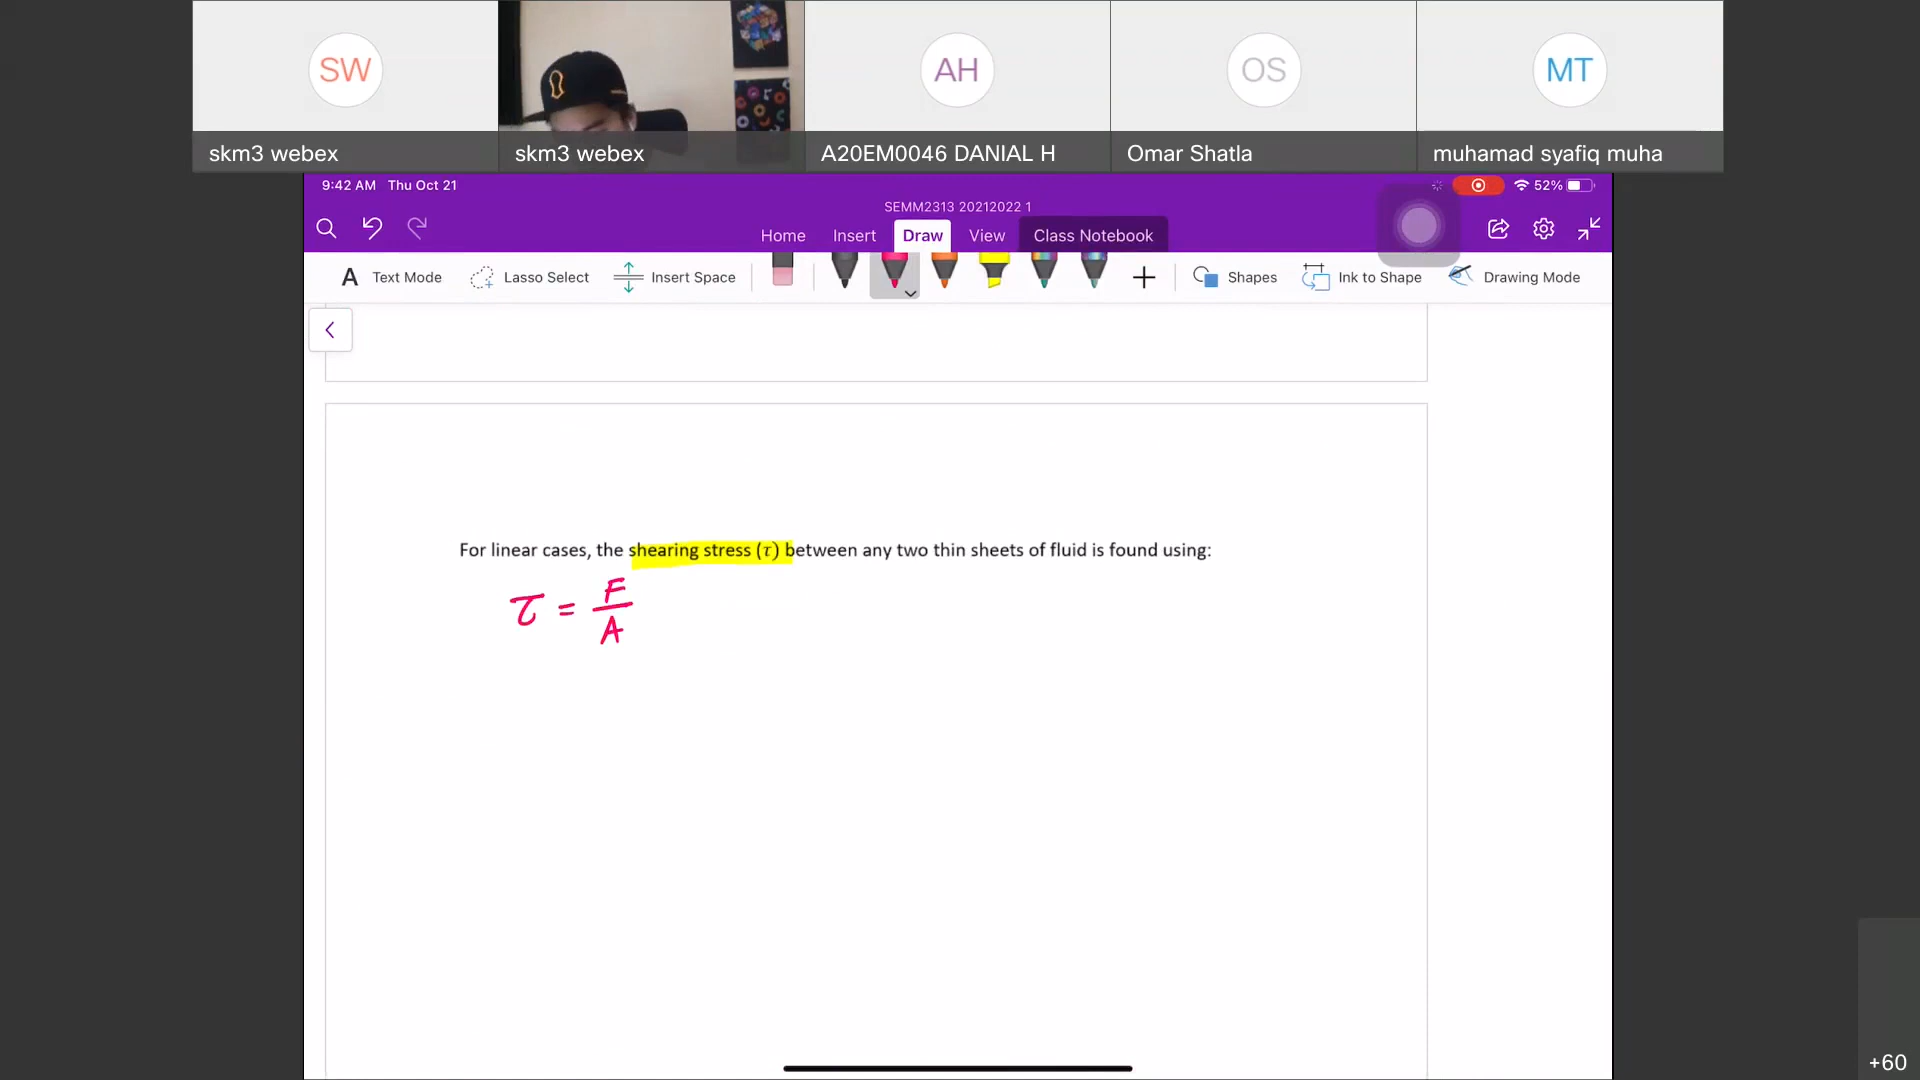 SW
AH
OS
MT
skm3 webex
skm3 webex
A20EM0046 DANIAL H
Omar Shatla
muhamad syafiq muha
9:42 AM Thu Oct 21
52%
SEMM2313 20212022 1
Home Insert Draw View Class Notebook
A Text Mode Lasso Select Insert Space Shapes Ink to Shape Drawing Mode
For linear cases, the shearing stress (τ) between any two thin sheets of fluid is found using:
τ = F/A
+60